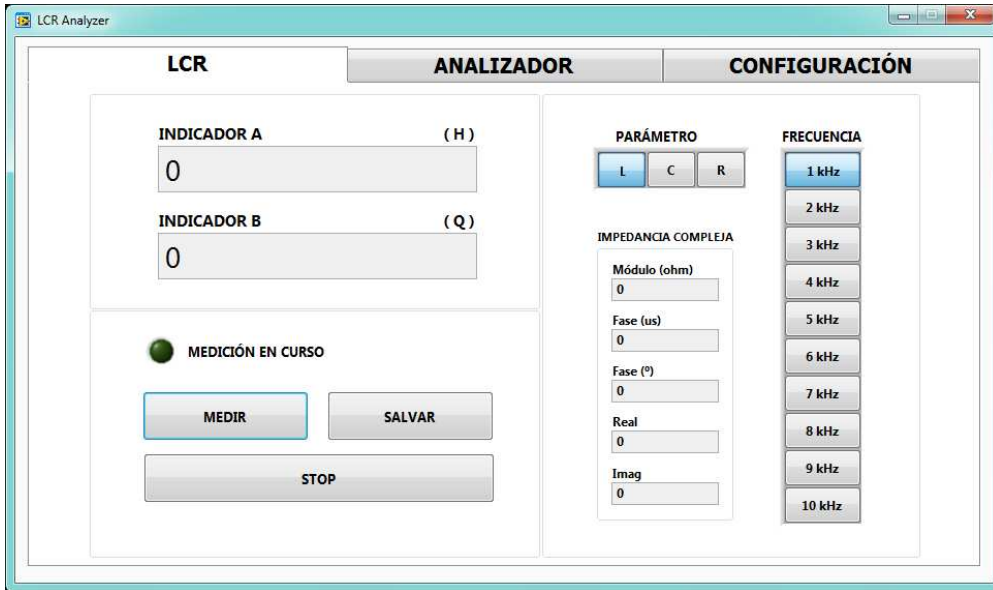 LCR Analyzer
LCR
ANALIZADOR
CONFIGURACIÓN
INDICADOR A ( H )
0
INDICADOR B ( Q )
0
MEDICIÓN EN CURSO
MEDIR
SALVAR
STOP
PARÁMETRO
L C R
IMPEDANCIA COMPLEJA
Módulo (ohm)
0
Fase (us)
0
Fase (º)
0
Real
0
Imag
0
FRECUENCIA
1 kHz
2 kHz
3 kHz
4 kHz
5 kHz
6 kHz
7 kHz
8 kHz
9 kHz
10 kHz